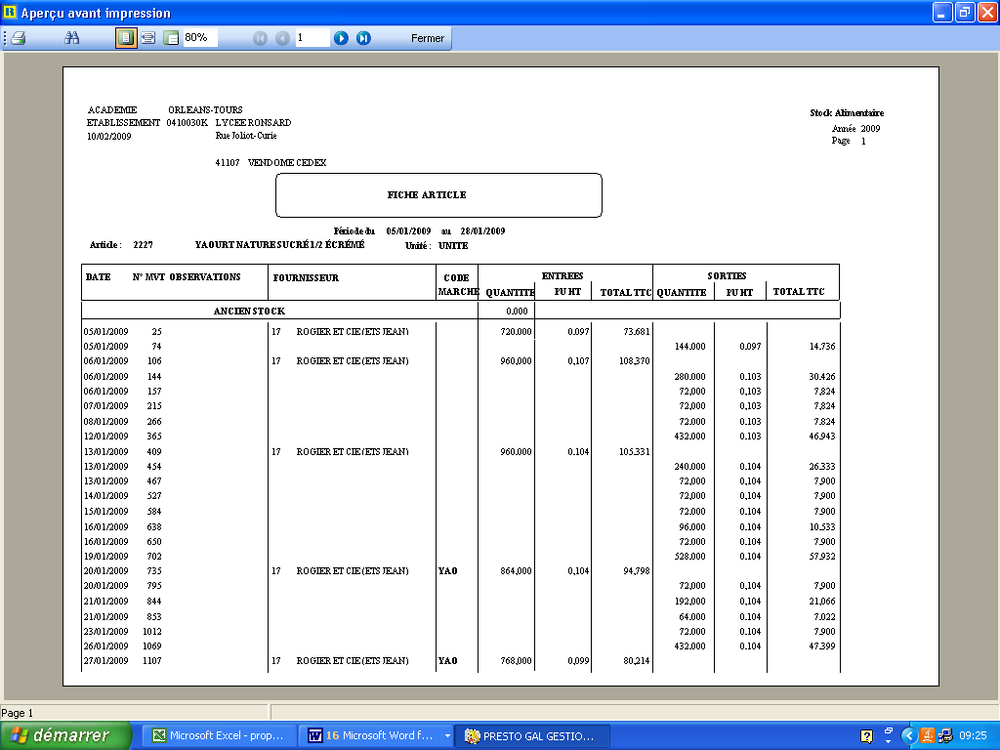 Aperçu avant impression
80% 1 Fermer
ACADEMIE ORLEANS-TOURS
ETABLISSEMENT 0410030K LYCEE RONSARD
10/02/2009 Rue Joliot-Curie
41107 VENDOME CEDEX
Stock Alimentaire
Année 2009
Page 1
FICHE ARTICLE
Période du 05/01/2009 au 28/01/2009
Article : 2227 YAOURT NATURE SUCRÉ 1/2 ÉCRÉMÉ Unité : UNITE
DATE N° MVT OBSERVATIONS FOURNISSEUR CODE MARCHE ENTREES SORTIES
QUANTITE PU HT TOTAL TTC QUANTITE PU HT TOTAL TTC
ANCIEN STOCK 0.000
05/01/2009 25 17 ROGIER ET CIE (ETS JEAN) 720.000 0.097 73.681
05/01/2009 74 144.000 0.097 14.736
06/01/2009 106 17 ROGIER ET CIE (ETS JEAN) 960.000 0.107 108.370
06/01/2009 144 280.000 0.103 30.426
06/01/2009 157 72.000 0.103 7.824
07/01/2009 215 72.000 0.103 7.824
08/01/2009 266 72.000 0.103 7.824
12/01/2009 365 432.000 0.103 46.943
13/01/2009 409 17 ROGIER ET CIE (ETS JEAN) 960.000 0.104 105.331
13/01/2009 454 240.000 0.104 26.333
13/01/2009 467 72.000 0.104 7.900
14/01/2009 527 72.000 0.104 7.900
15/01/2009 584 72.000 0.104 7.900
16/01/2009 638 96.000 0.104 10.533
16/01/2009 650 72.000 0.104 7.900
19/01/2009 702 528.000 0.104 57.932
20/01/2009 735 17 ROGIER ET CIE (ETS JEAN) YAO 864.000 0.104 94.798
20/01/2009 795 72.000 0.104 7.900
21/01/2009 844 192.000 0.104 21.066
21/01/2009 853 64.000 0.104 7.022
23/01/2009 1012 72.000 0.104 7.900
26/01/2009 1069 432.000 0.104 47.399
27/01/2009 1107 17 ROGIER ET CIE (ETS JEAN) YAO 768.000 0.099 80.214
Page 1
démarrer Microsoft Excel - prop... 16 Microsoft Word f... PRESTO GAL GESTIO... 09:25